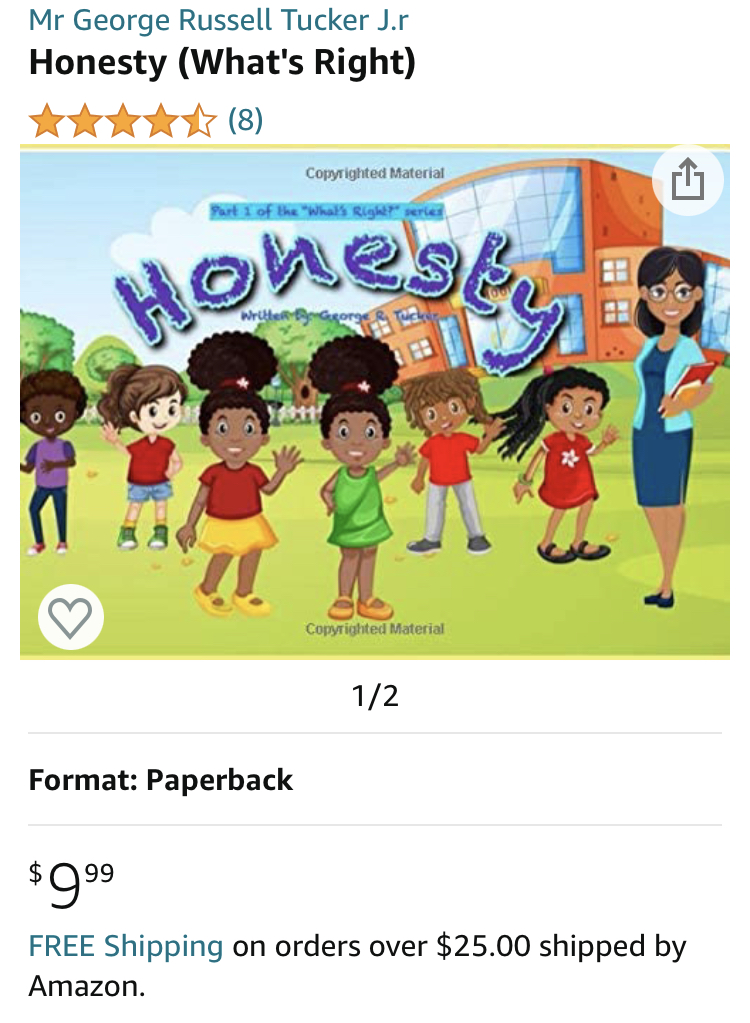 Mr George Russell Tucker J.r
Honesty (What's Right)
(8)
Copyrighted Material
Part 1 of the "What's Right?" series
Honesty
Written by: George R. Tucker
Copyrighted Material
1/2
Format: Paperback
$9.99
FREE Shipping on orders over $25.00 shipped by
Amazon.